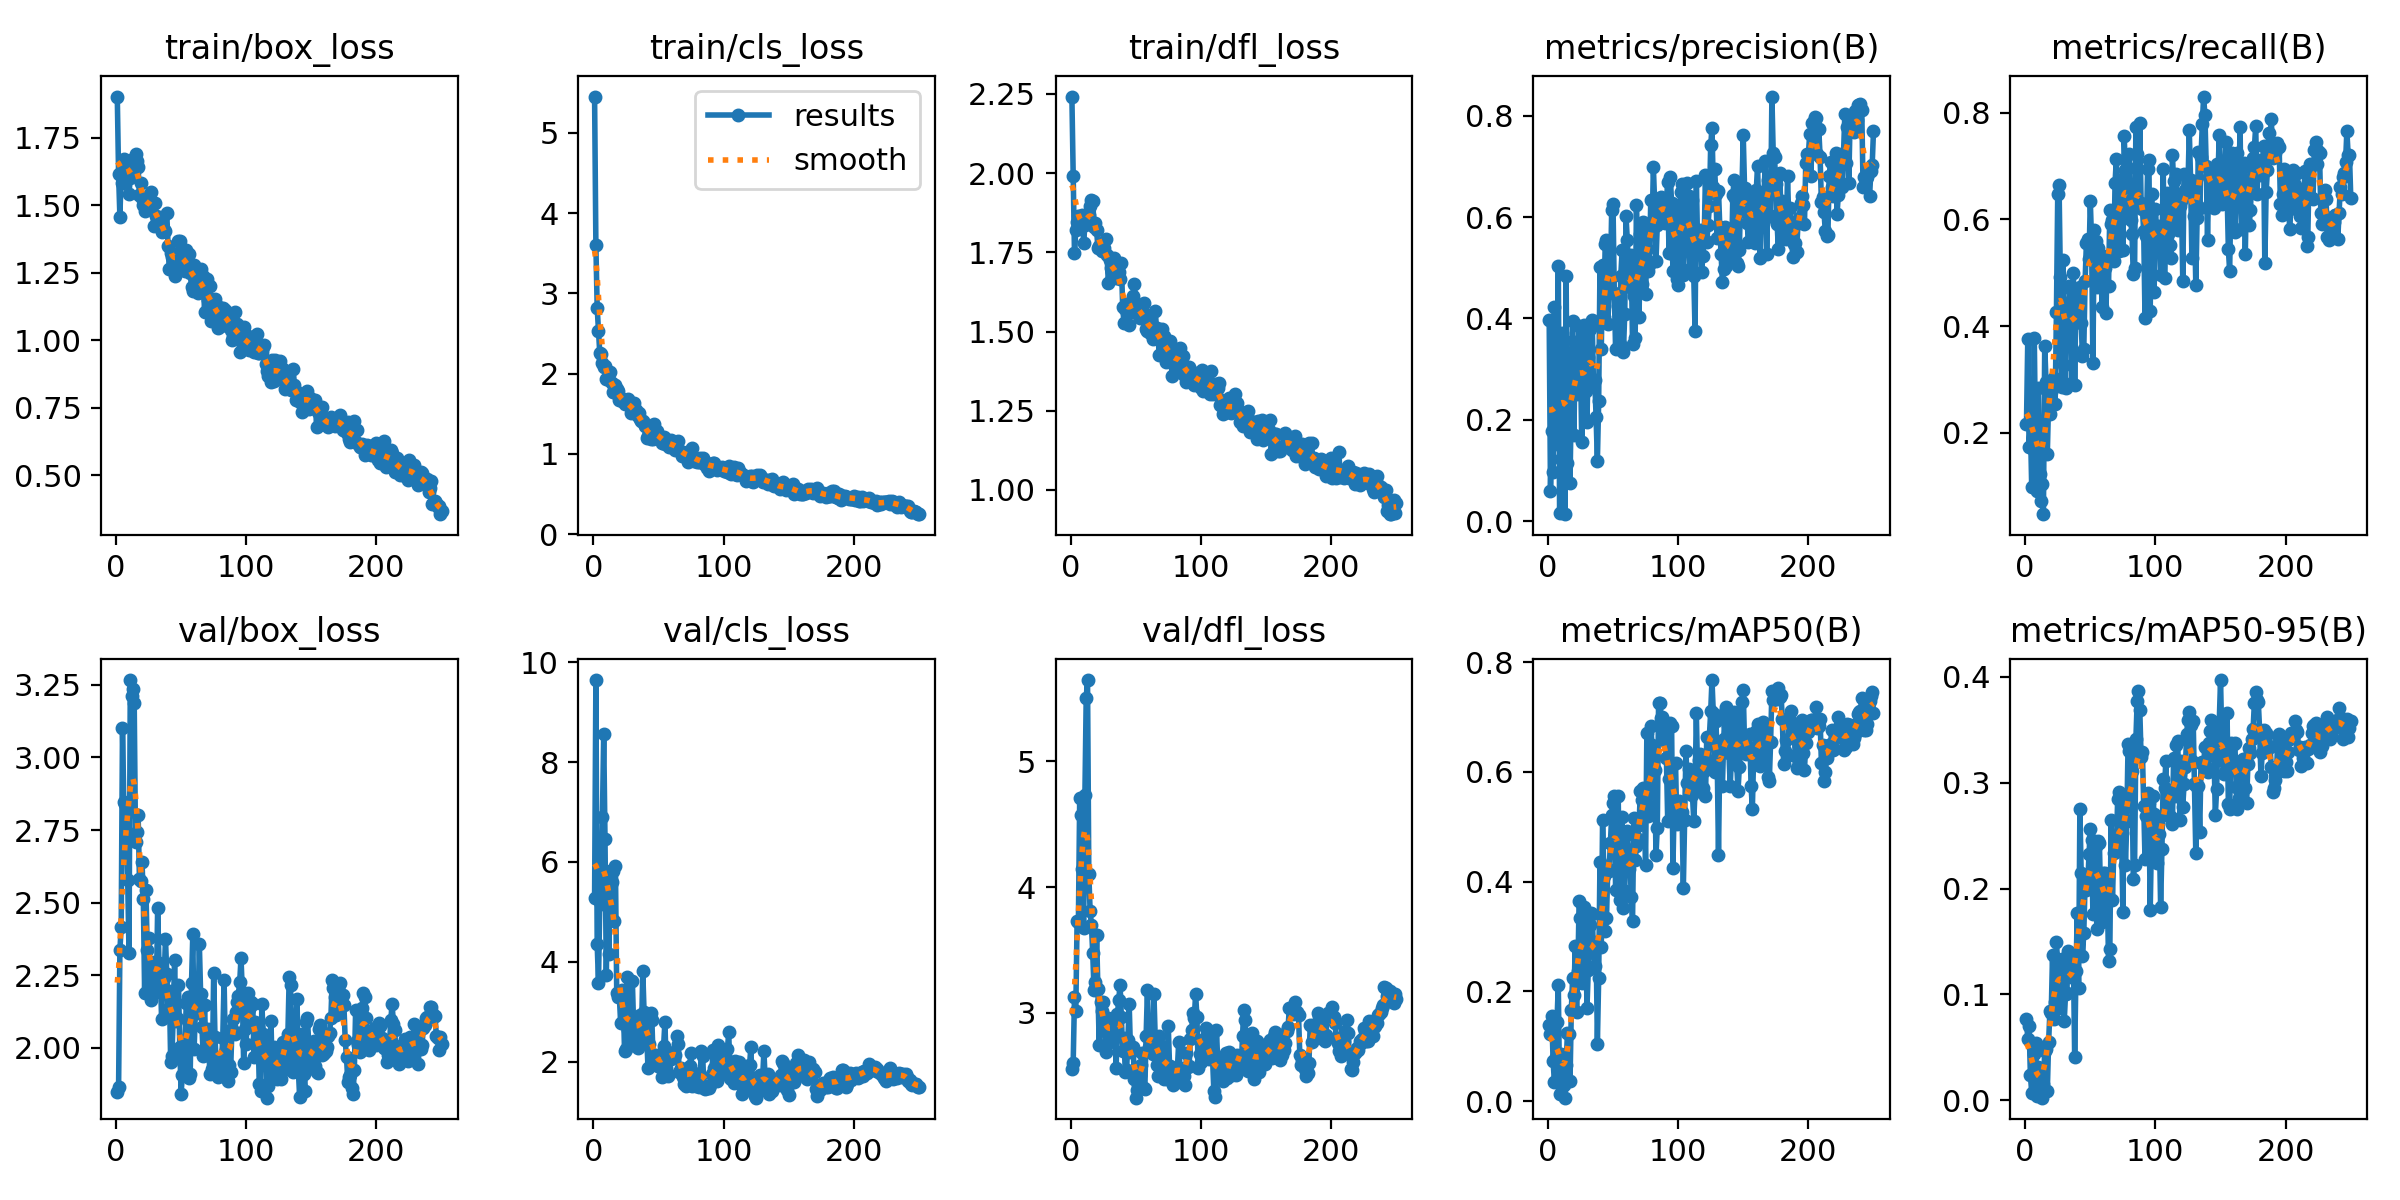 train/box_loss
train/cls_loss
train/dfl_loss
metrics/precision(B)
metrics/recall(B)
results
smooth
1.75
1.50
1.25
1.00
0.75
0.50
0 100 200
5
4
3
2
1
0
0 100 200
2.25
2.00
1.75
1.50
1.25
1.00
0 100 200
0.8
0.6
0.4
0.2
0.0
0 100 200
0.8
0.6
0.4
0.2
0 100 200
val/box_loss
val/cls_loss
val/dfl_loss
metrics/mAP50(B)
metrics/mAP50-95(B)
3.25
3.00
2.75
2.50
2.25
2.00
0 100 200
10
8
6
4
2
0 100 200
5
4
3
0 100 200
0.8
0.6
0.4
0.2
0.0
0 100 200
0.4
0.3
0.2
0.1
0.0
0 100 200